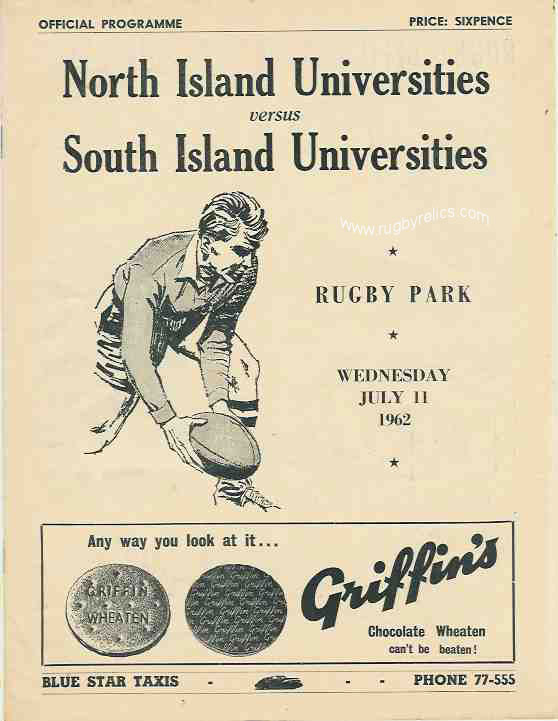 OFFICIAL PROGRAMME PRICE: SIXPENCE
North Island Universities
versus
South Island Universities
www.rugbyrelics.com
RUGBY PARK
WEDNESDAY
JULY 11
1962
Any way you look at it...
GRIFFIN
WHEATEN
Griffin's
Chocolate Wheaten
can't be beaten!
BLUE STAR TAXIS - - - PHONE 77-555